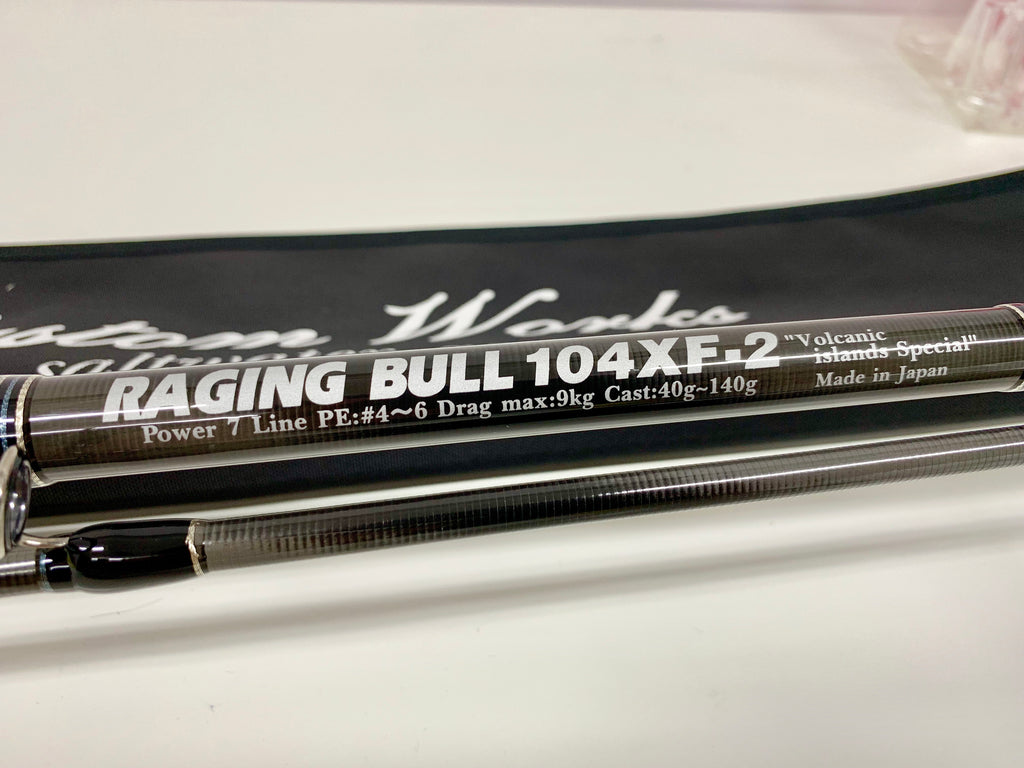 Works
RAGING BULL 104XF-2
Power 7 Line PE:#4～6 Drag max:9kg Cast:40g~140g
"Volcanic
islands Special"
Made in Japan